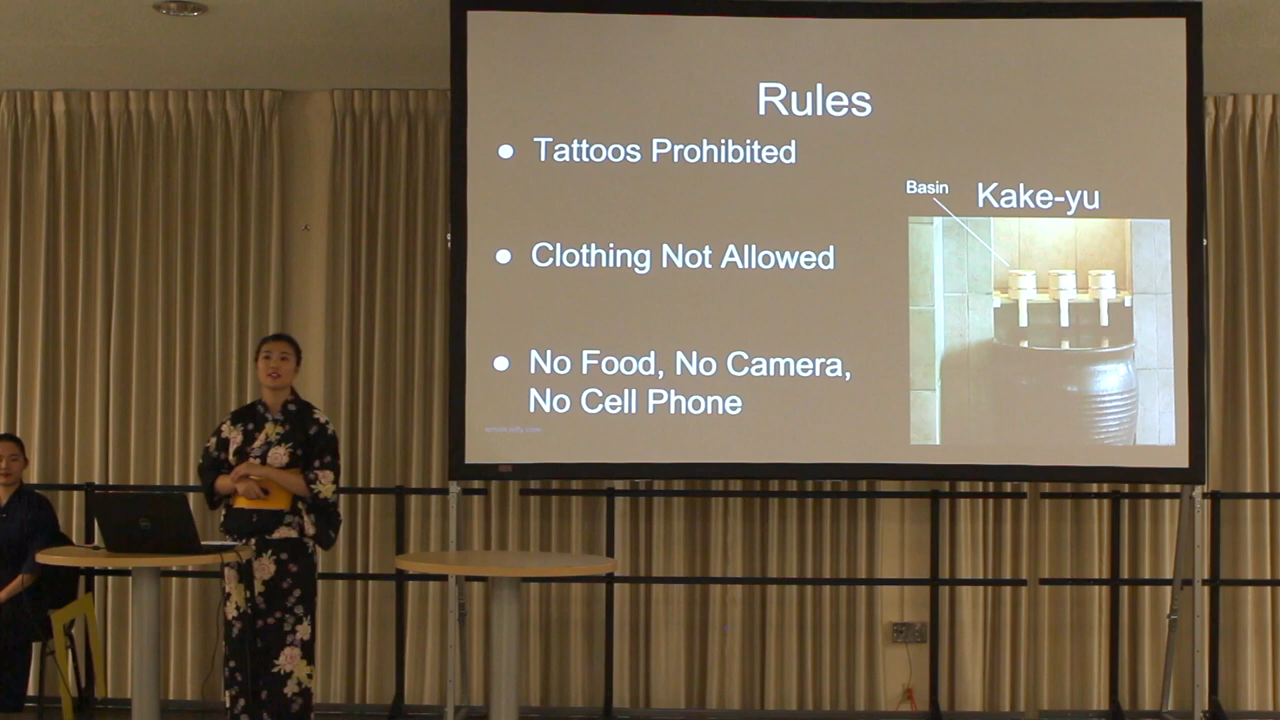 Rules
● Tattoos Prohibited
Basin
Kake-yu
● Clothing Not Allowed
● No Food, No Camera,
No Cell Phone